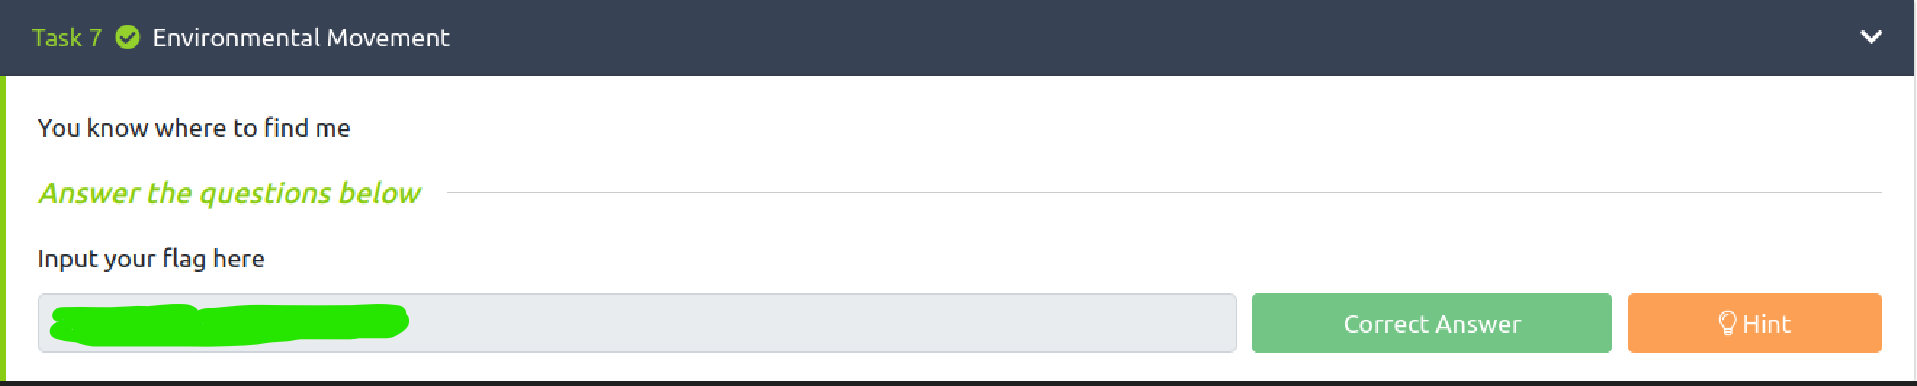 Task 7 Environmental Movement
You know where to find me
Answer the questions below
Input your flag here
Correct Answer Hint